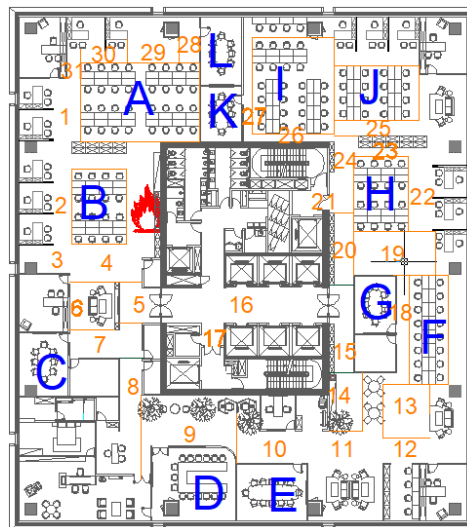 30 29 28 L
31 A I J
K 27
1 26 25
24 23
B H
2 21 22
3 4 20 19
6 5 16 G 18
17 F
7 15
C 8 14 13
9 10 11 12
D E